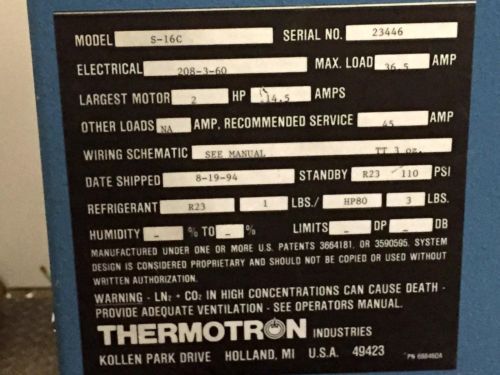 MODEL S-16C SERIAL NO. 23446
ELECTRICAL 208-3-60 MAX. LOAD 36.5 AMP
LARGEST MOTOR 2 HP 14.5 AMPS
OTHER LOADS NA AMP, RECOMMENDED SERVICE 45 AMP
WIRING SCHEMATIC SEE MANUAL TT 3 oz.
DATE SHIPPED 8-19-94 STANDBY R23 110 PSI
REFRIGERANT R23 1 LBS./ HP80 3 LBS.
HUMIDITY - % TO - % LIMITS - DP - DB
MANUFACTURED UNDER ONE OR MORE U.S. PATENTS 3664181, OR 3590595. SYSTEM
DESIGN IS CONSIDERED PROPRIETARY AND SHOULD NOT BE COPIED OR USED WITHOUT
WRITTEN AUTHORIZATION.
WARNING - LN₂ + CO₂ IN HIGH CONCENTRATIONS CAN CAUSE DEATH -
PROVIDE ADEQUATE VENTILATION - SEE OPERATORS MANUAL.
THERMOTRON INDUSTRIES
KOLLEN PARK DRIVE HOLLAND, MI U.S.A. 49423 PN